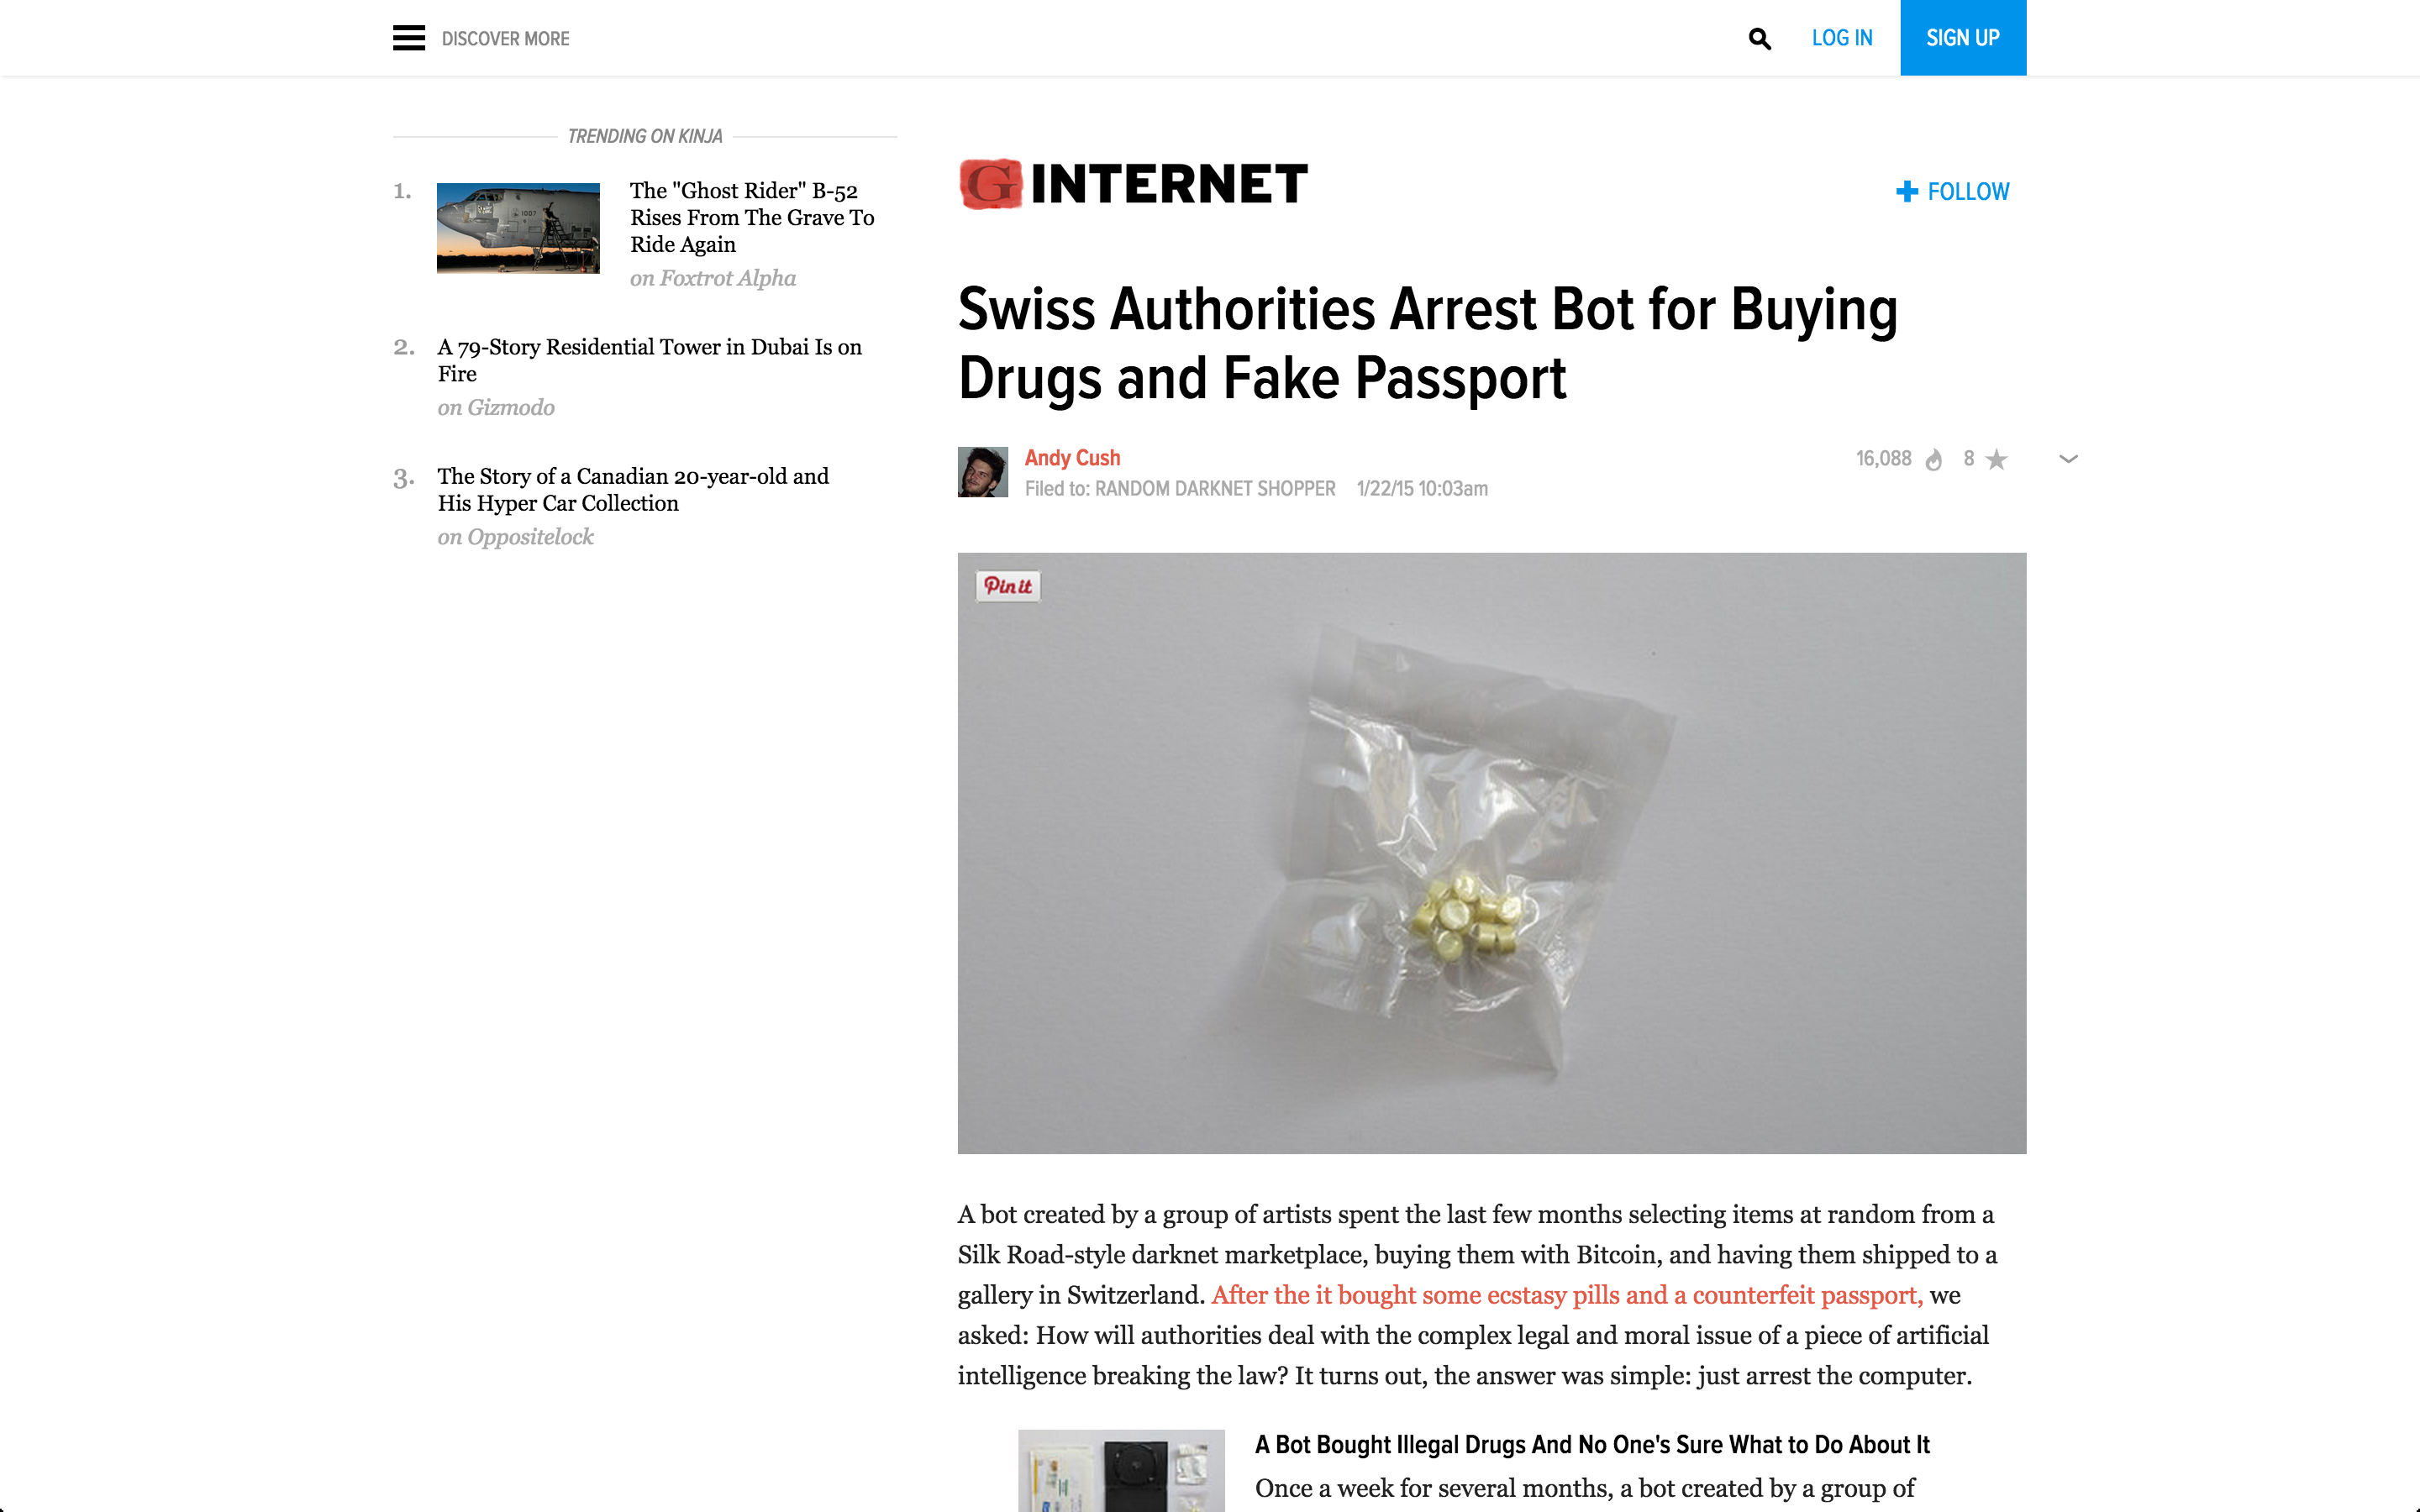 DISCOVER MORE
LOG IN
SIGN UP
TRENDING ON KINJA
1.
The "Ghost Rider" B-52
Rises From The Grave To
Ride Again
on Foxtrot Alpha
2.
A 79-Story Residential Tower in Dubai Is on
Fire
on Gizmodo
3.
The Story of a Canadian 20-year-old and
His Hyper Car Collection
on Oppositelock
G INTERNET
FOLLOW
Swiss Authorities Arrest Bot for Buying
Drugs and Fake Passport
Andy Cush
16,088 8
Filed to: RANDOM DARKNET SHOPPER 1/22/15 10:03am
Pin it
A bot created by a group of artists spent the last few months selecting items at random from a
Silk Road-style darknet marketplace, buying them with Bitcoin, and having them shipped to a
gallery in Switzerland. After the it bought some ecstasy pills and a counterfeit passport, we
asked: How will authorities deal with the complex legal and moral issue of a piece of artificial
intelligence breaking the law? It turns out, the answer was simple: just arrest the computer.
A Bot Bought Illegal Drugs And No One's Sure What to Do About It
Once a week for several months, a bot created by a group of